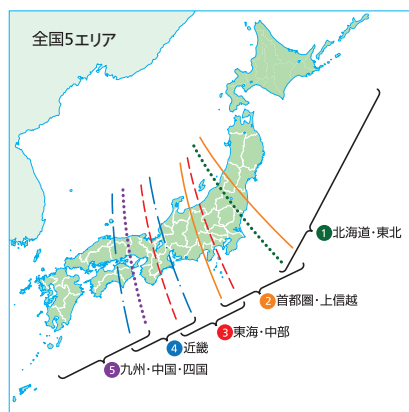 全国5エリア
1北海道・東北
2首都圏・上信越
3東海・中部
4近畿
5九州・中国・四国